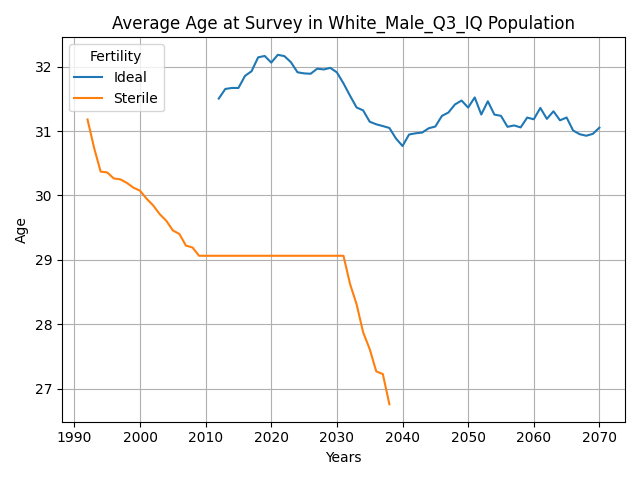 Average Age at Survey in White_Male_Q3_IQ Population
Fertility
Ideal
Sterile
32
31
30
29
28
27
Age
1990 2000 2010 2020 2030 2040 2050 2060 2070
Years